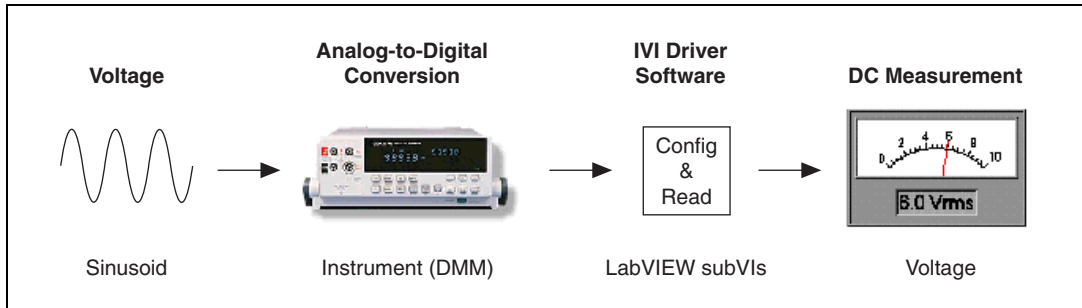 Voltage
Analog-to-Digital
Conversion
IVI Driver
Software
DC Measurement
Config
&
Read
0 2 4 6 8 10
6.0 Vrms
Sinusoid
Instrument (DMM)
LabVIEW subVIs
Voltage